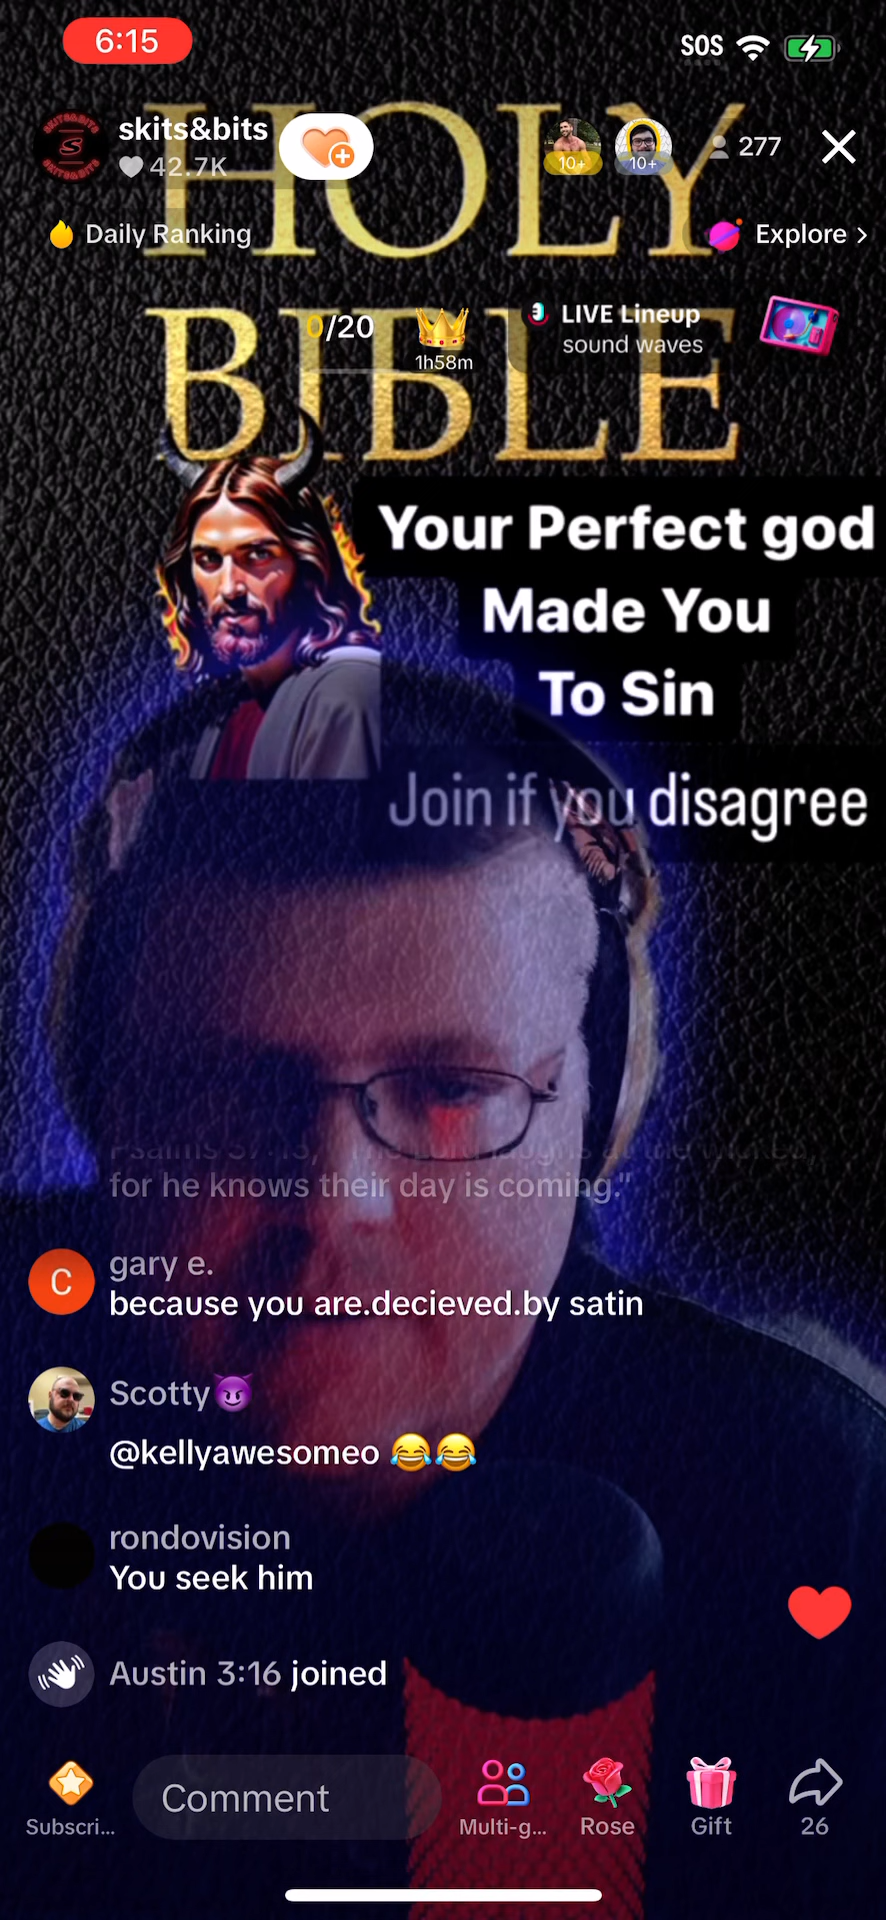 6:15
SOS
HOLY
BIBLE
skits&bits
42.7K
10+
10+
277
Daily Ranking
Explore >
0/20
1h58m
LIVE Lineup
sound waves
Your Perfect god
Made You
To Sin
Join if you disagree
for he knows their day is coming."
C
gary e.
because you are.decieved.by satin
Scotty😈
@kellyawesomeo 😂😂
rondovision
You seek him
Austin 3:16 joined
Subscri...
Comment
Multi-g...
Rose
Gift
26